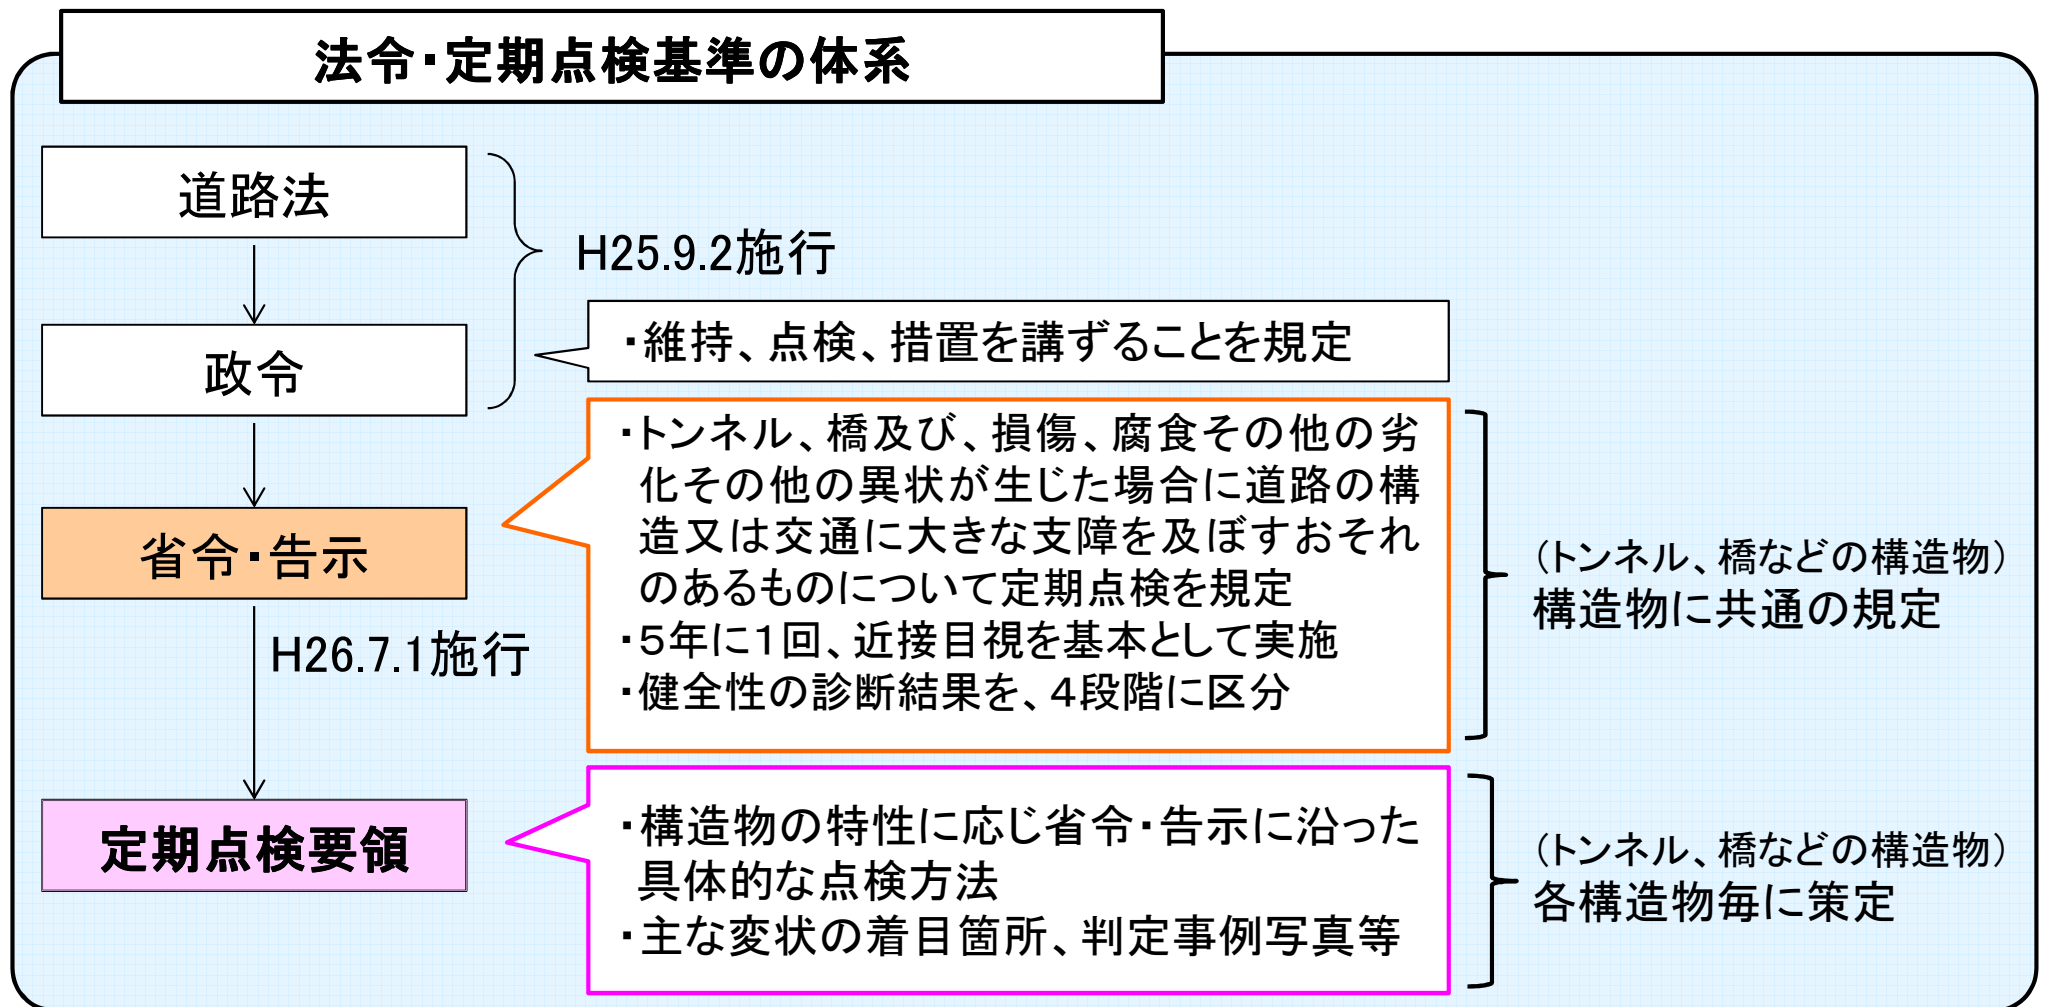 法令・定期点検基準の体系
道路法
H25.9.2施行
政令
・維持、点検、措置を講ずることを規定
省令・告示
・トンネル、橋及び、損傷、腐食その他の劣
化その他の異状が生じた場合に道路の構
造又は交通に大きな支障を及ぼすおそれ
のあるものについて定期点検を規定
・５年に１回、近接目視を基本として実施
・健全性の診断結果を、４段階に区分
（トンネル、橋などの構造物）
構造物に共通の規定
H26.7.1施行
定期点検要領
・構造物の特性に応じ省令・告示に沿った
具体的な点検方法
・主な変状の着目箇所、判定事例写真等
（トンネル、橋などの構造物）
各構造物毎に策定